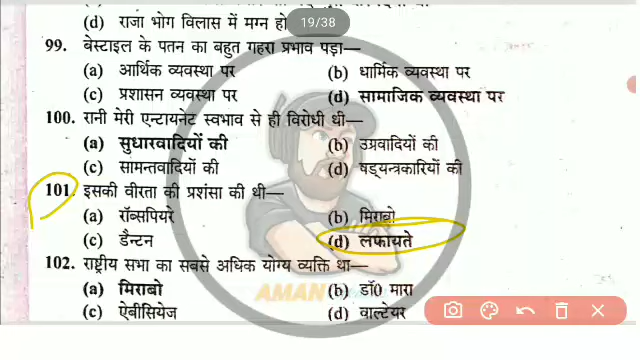 (d) राजा भोग विलास में मग्न हो
19/38
99. बेस्टाइल के पतन का बहुत गहरा प्रभाव पड़ा—
(a) आर्थिक व्यवस्था पर (b) धार्मिक व्यवस्था पर
(c) प्रशासन व्यवस्था पर (d) सामाजिक व्यवस्था पर
100. रानी मेरी एन्टायनेट स्वभाव से ही विरोधी थी—
(a) सुधारवादियों की (b) उग्रवादियों की
(c) सामन्तवादियों की (d) षड्यन्त्रकारियों की
101. इसकी वीरता की प्रशंसा की थी—
(a) रॉब्सपियरे (b) मिराबो
(c) डैन्टन (d) लफायते
102. राष्ट्रीय सभा का सबसे अधिक योग्य व्यक्ति था—
(a) मिराबो (b) डॉ0 मारा
(c) ऐबीसियेज (d) वाल्टेयर
AMAN